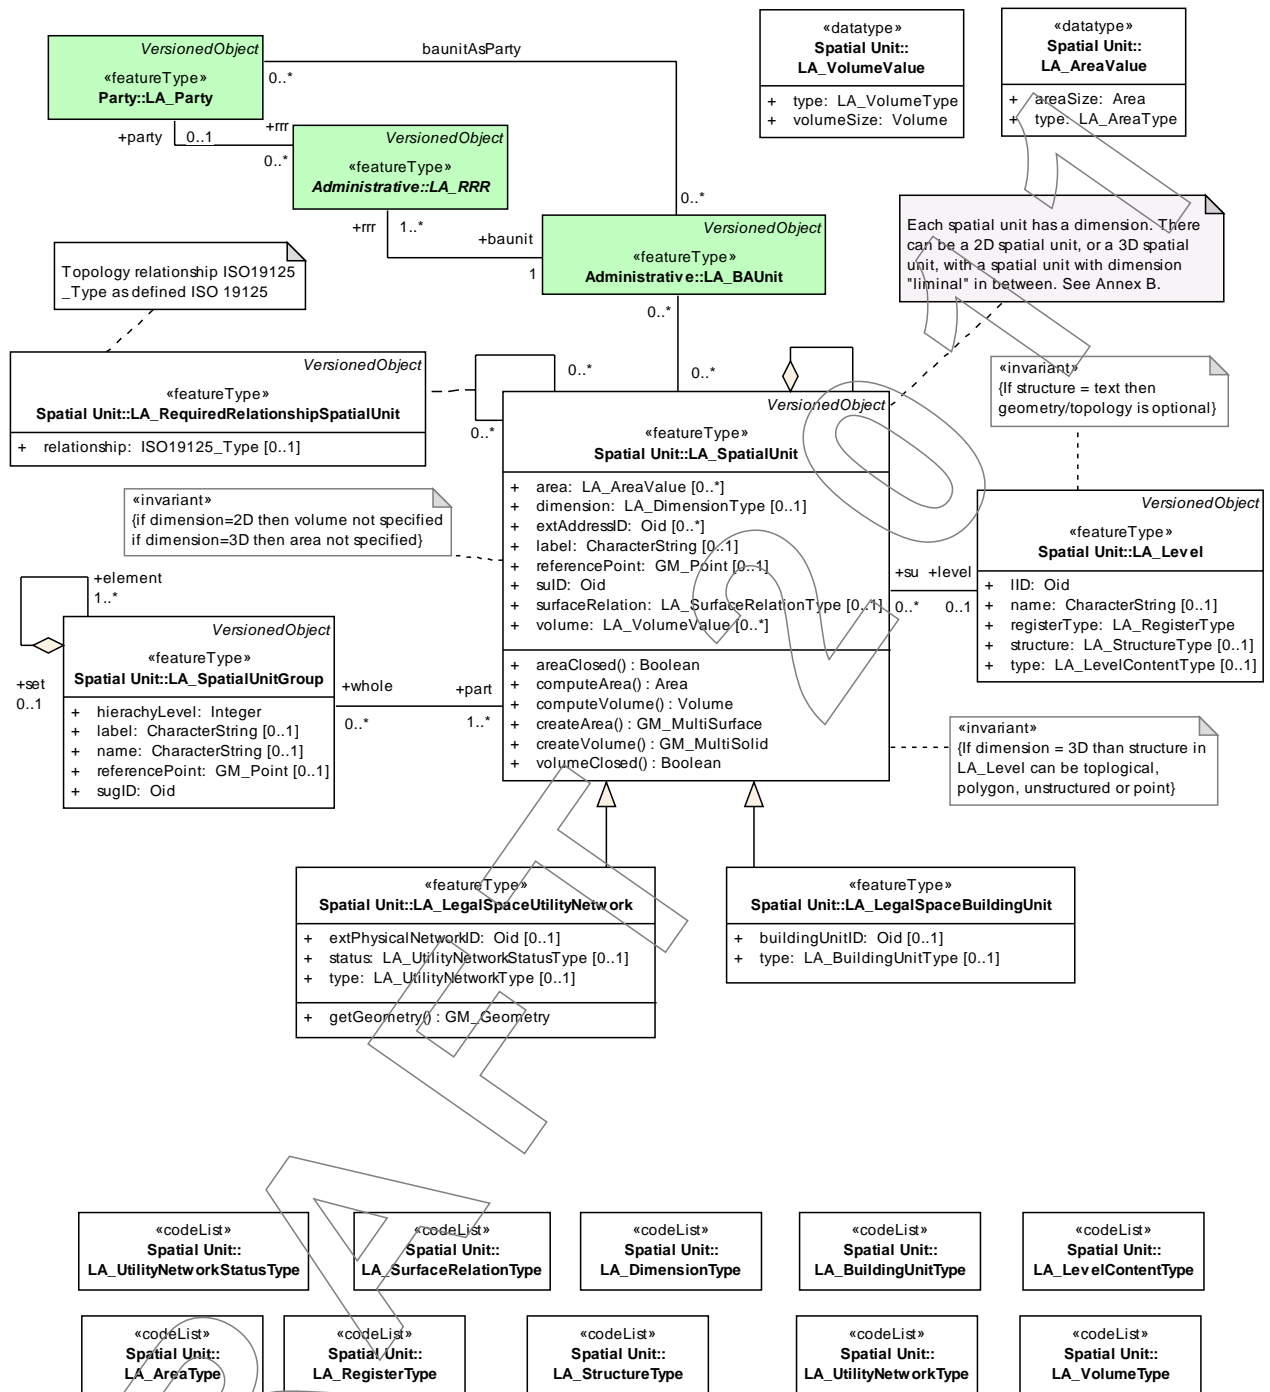 VersionedObject
«featureType»
Party::LA_Party
baunitAsParty
0..*
+party
0..1
+rrr
0..*
VersionedObject
«featureType»
Administrative::LA_RRR
+rrr
1..*
+baunit
1
0..*
VersionedObject
«featureType»
Administrative::LA_BAUnit
0..*
0..*
«datatype»
Spatial Unit::
LA_VolumeValue
+ type: LA_VolumeType
+ volumeSize: Volume
«datatype»
Spatial Unit::
LA_AreaValue
+ areaSize: Area
+ type: LA_AreaType
Each spatial unit has a dimension. There
can be a 2D spatial unit, or a 3D spatial
unit, with a spatial unit with dimension
"liminal" in between. See Annex B.
Topology relationship ISO19125
_Type as defined ISO 19125
VersionedObject
«featureType»
Spatial Unit::LA_RequiredRelationshipSpatialUnit
+ relationship: ISO19125_Type [0..1]
0..*
0..*
«invariant»
{If structure = text then
geometry/topology is optional}
«invariant»
{if dimension=2D then volume not specified
if dimension=3D then area not specified}
VersionedObject
«featureType»
Spatial Unit::LA_SpatialUnit
+ area: LA_AreaValue [0..*]
+ dimension: LA_DimensionType [0..1]
+ extAddressID: Oid [0..*]
+ label: CharacterString [0..1]
+ referencePoint: GM_Point [0..1]
+ suID: Oid
+ surfaceRelation: LA_SurfaceRelationType [0..1]
+ volume: LA_VolumeValue [0..*]
+ areaClosed() : Boolean
+ computeArea() : Area
+ computeVolume() : Volume
+ createArea() : GM_MultiSurface
+ createVolume() : GM_MultiSolid
+ volumeClosed() : Boolean
+su
+level
0..*
0..1
VersionedObject
«featureType»
Spatial Unit::LA_Level
+ lID: Oid
+ name: CharacterString [0..1]
+ registerType: LA_RegisterType
+ structure: LA_StructureType [0..1]
+ type: LA_LevelContentType [0..1]
+element
1..*
VersionedObject
«featureType»
Spatial Unit::LA_SpatialUnitGroup
+ hierachyLevel: Integer
+ label: CharacterString [0..1]
+ name: CharacterString [0..1]
+ referencePoint: GM_Point [0..1]
+ sugID: Oid
+set
0..1
+whole
0..*
+part
1..*
«invariant»
{If dimension = 3D than structure in
LA_Level can be toplogical,
polygon, unstructured or point}
«featureType»
Spatial Unit::LA_LegalSpaceUtilityNetwork
+ extPhysicalNetworkID: Oid [0..1]
+ status: LA_UtilityNetworkStatusType [0..1]
+ type: LA_UtilityNetworkType [0..1]
+ getGeometry() : GM_Geometry
«featureType»
Spatial Unit::LA_LegalSpaceBuildingUnit
+ buildingUnitID: Oid [0..1]
+ type: LA_BuildingUnitType [0..1]
«codeList»
Spatial Unit::
LA_UtilityNetworkStatusType
«codeList»
Spatial Unit::
LA_SurfaceRelationType
«codeList»
Spatial Unit::
LA_DimensionType
«codeList»
Spatial Unit::
LA_BuildingUnitType
«codeList»
Spatial Unit::
LA_LevelContentType
«codeList»
Spatial Unit::
LA_AreaType
«codeList»
Spatial Unit::
LA_RegisterType
«codeList»
Spatial Unit::
LA_StructureType
«codeList»
Spatial Unit::
LA_UtilityNetworkType
«codeList»
Spatial Unit::
LA_VolumeType